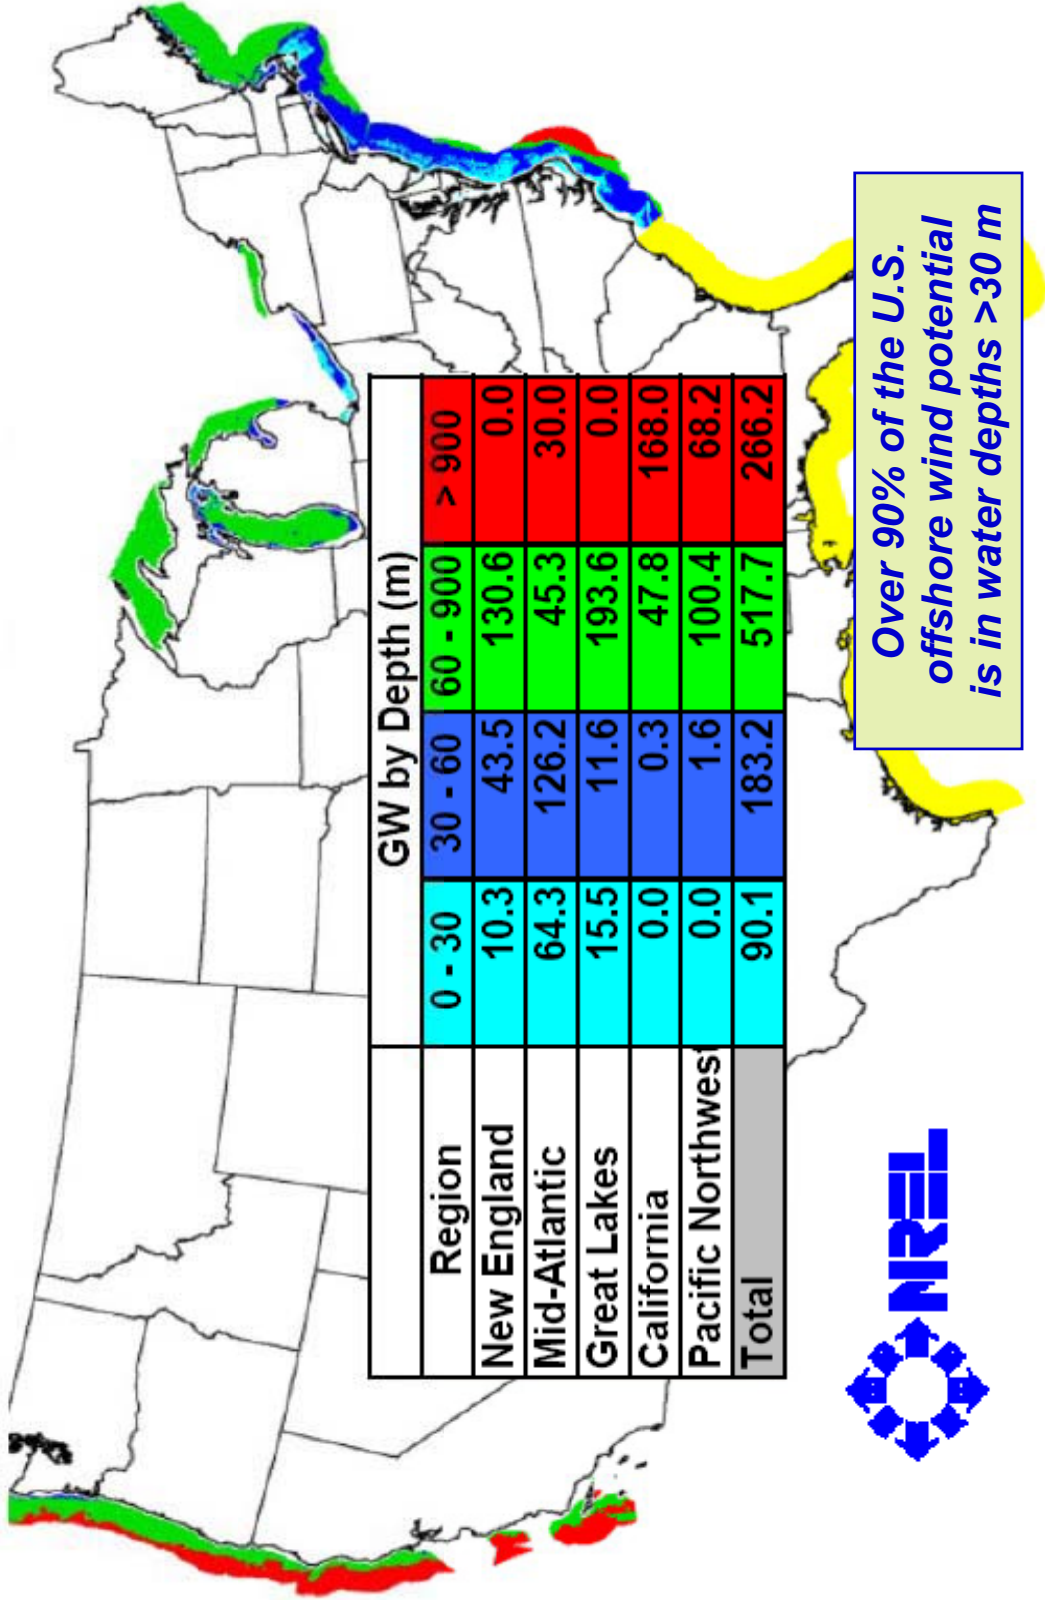 GW by Depth (m)
Region 0 - 30 30 - 60 60 - 900 > 900
New England 10.3 43.5 130.6 0.0
Mid-Atlantic 64.3 126.2 45.3 30.0
Great Lakes 15.5 11.6 193.6 0.0
California 0.0 0.3 47.8 168.0
Pacific Northwest 0.0 1.6 100.4 68.2
Total 90.1 183.2 517.7 266.2
NREL
Over 90% of the U.S.
offshore wind potential
is in water depths >30 m